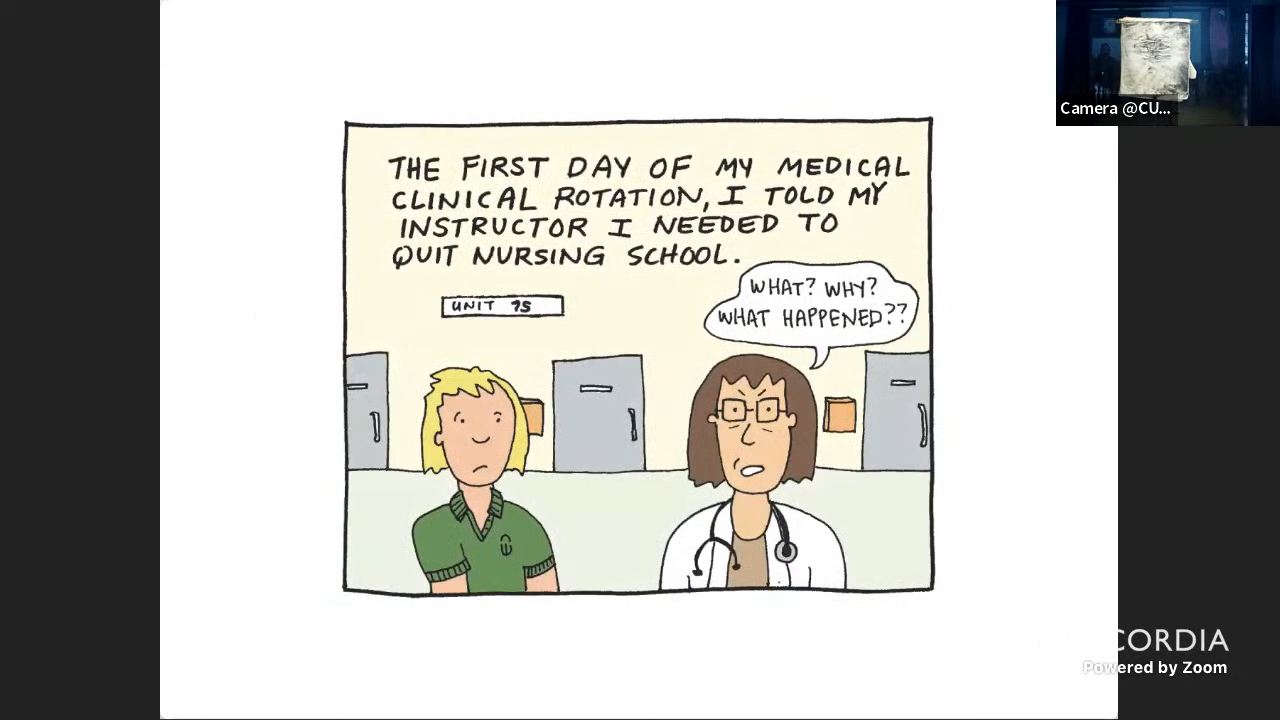 THE FIRST DAY OF MY MEDICAL
CLINICAL ROTATION, I TOLD MY
INSTRUCTOR I NEEDED TO
QUIT NURSING SCHOOL.
WHAT? WHY?
WHAT HAPPENED??
UNIT 7S
Camera @CU...
CORDIA
Powered by Zoom